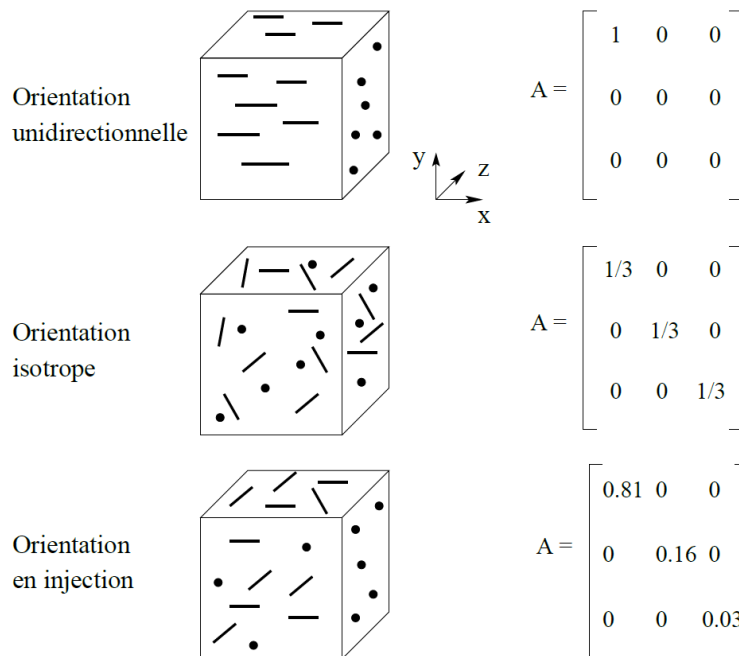 Orientation
unidirectionnelle
y
z
x
A =
1 0 0
0 0 0
0 0 0
Orientation
isotrope
A =
1/3 0 0
0 1/3 0
0 0 1/3
Orientation
en injection
A =
0.81 0 0
0 0.16 0
0 0 0.03